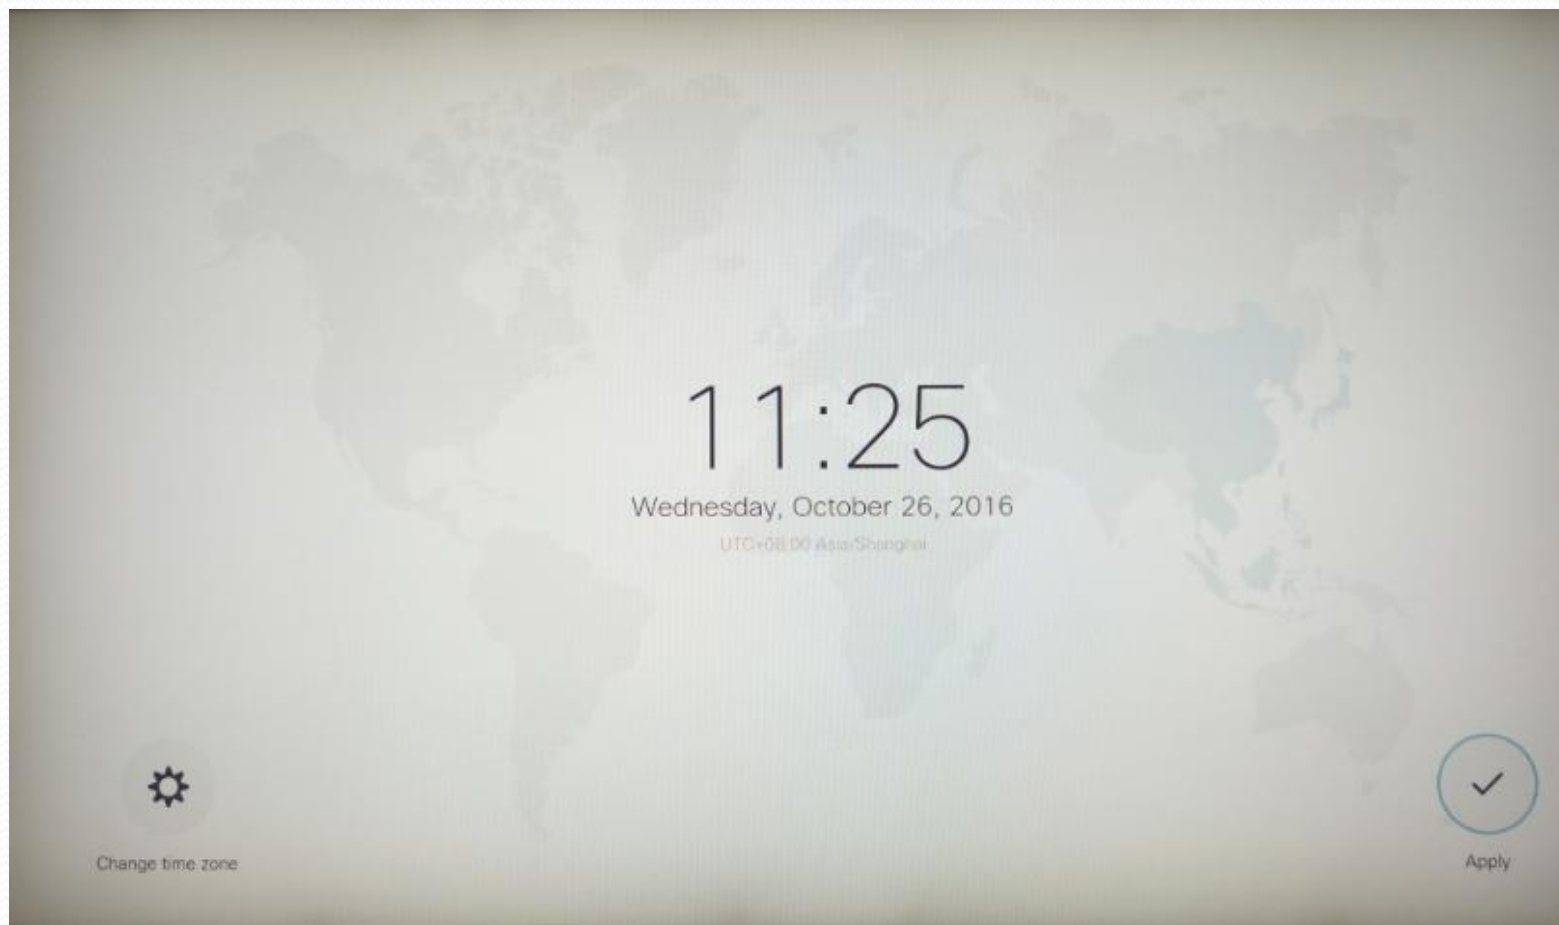 11:25
Wednesday, October 26, 2016
UTC+08:00 Asia/Shanghai
Change time zone
Apply